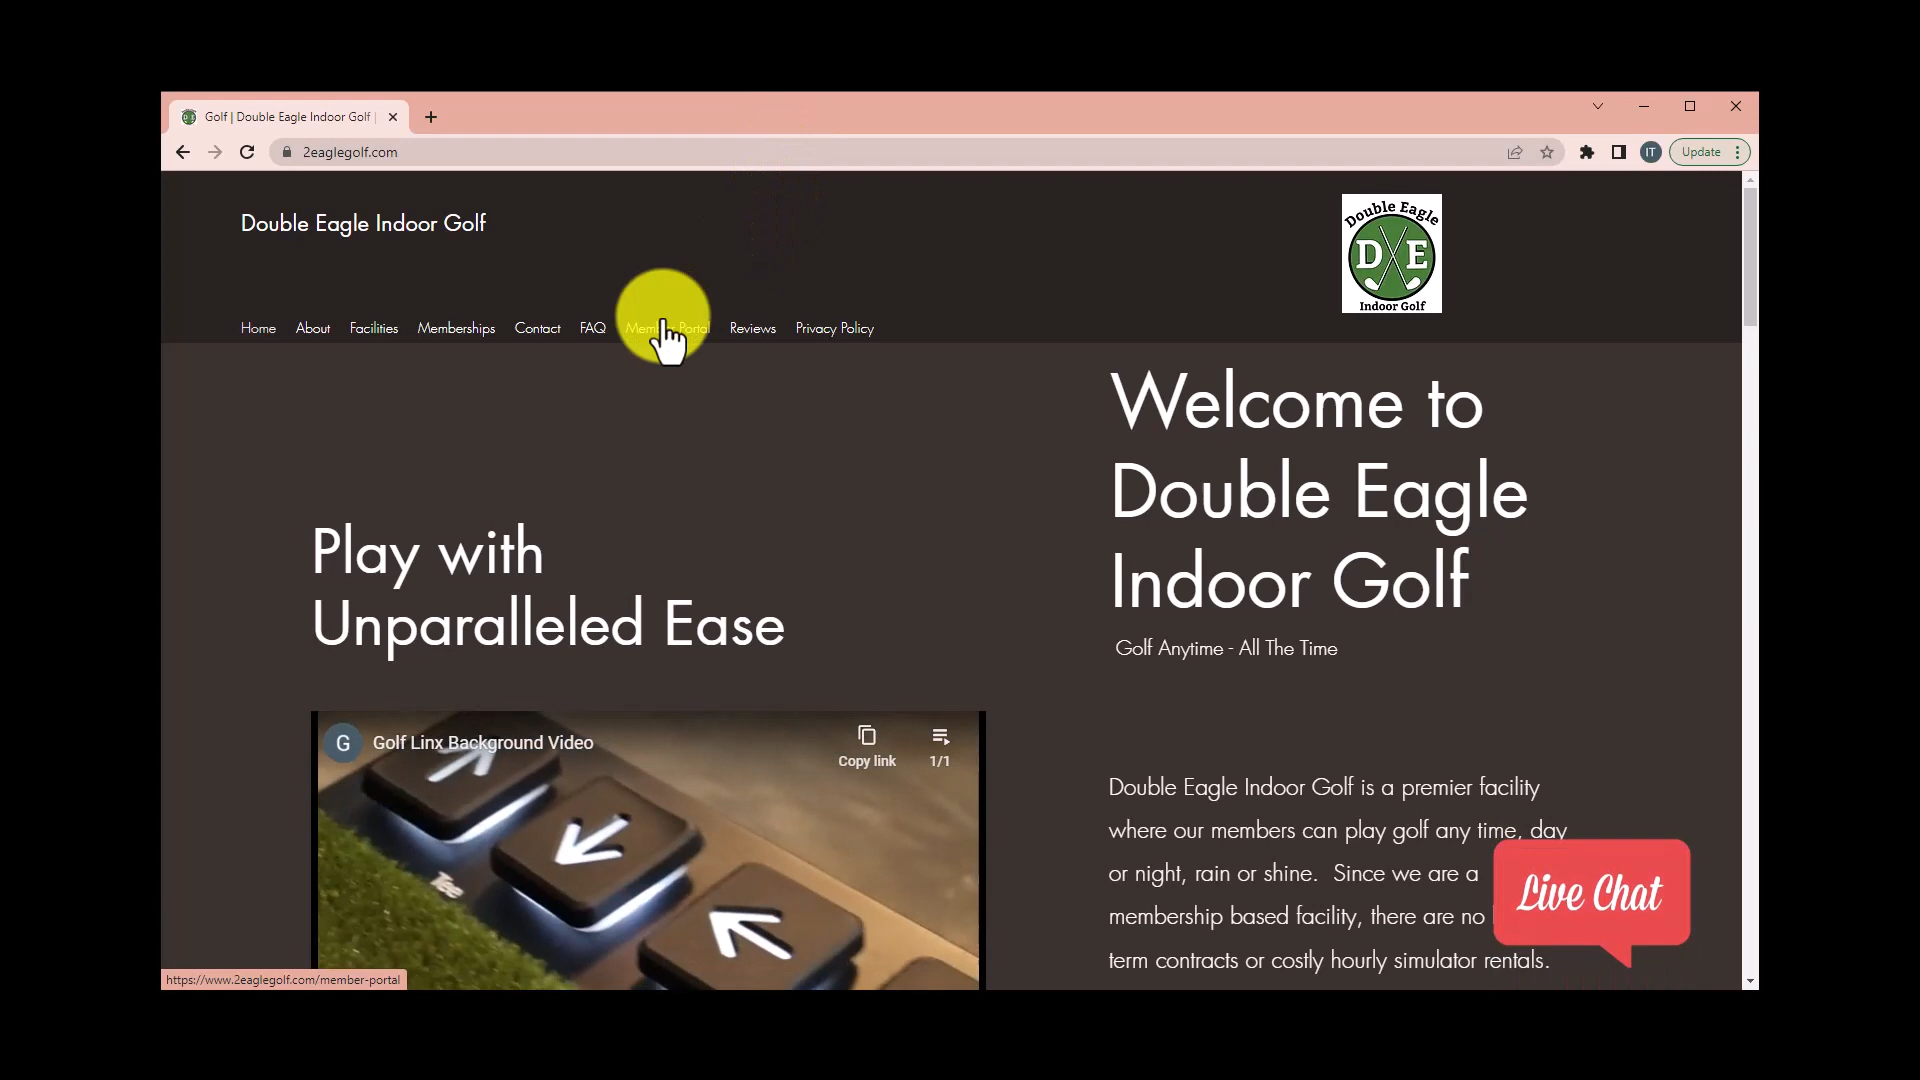 Golf | Double Eagle Indoor Golf |
2eaglegolf.com
IT
Update
Double Eagle Indoor Golf
Double Eagle
D E
Indoor Golf
Home About Facilities Memberships Contact FAQ Member Portal Reviews Privacy Policy
Welcome to
Double Eagle
Indoor Golf
Golf Anytime - All The Time
Play with
Unparalleled Ease
G Golf Linx Background Video
Copy link
1/1
Tee
Double Eagle Indoor Golf is a premier facility
where our members can play golf any time, day
or night, rain or shine. Since we are a
membership based facility, there are no
term contracts or costly hourly simulator rentals.
Live Chat
https://www.2eaglegolf.com/member-portal